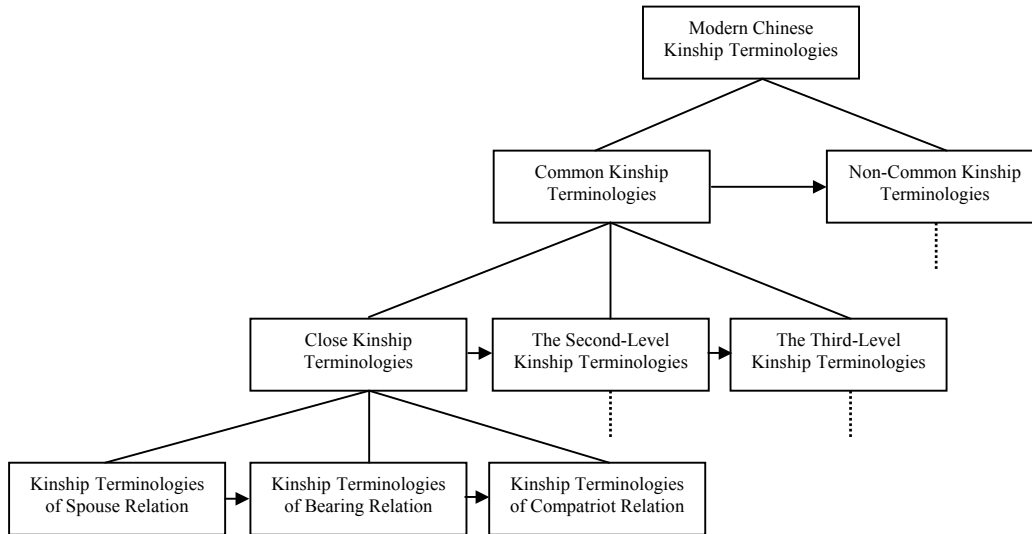 Modern Chinese
Kinship Terminologies
Common Kinship
Terminologies
Non-Common Kinship
Terminologies
Close Kinship
Terminologies
The Second-Level
Kinship Terminologies
The Third-Level
Kinship Terminologies
Kinship Terminologies
of Spouse Relation
Kinship Terminologies
of Bearing Relation
Kinship Terminologies
of Compatriot Relation